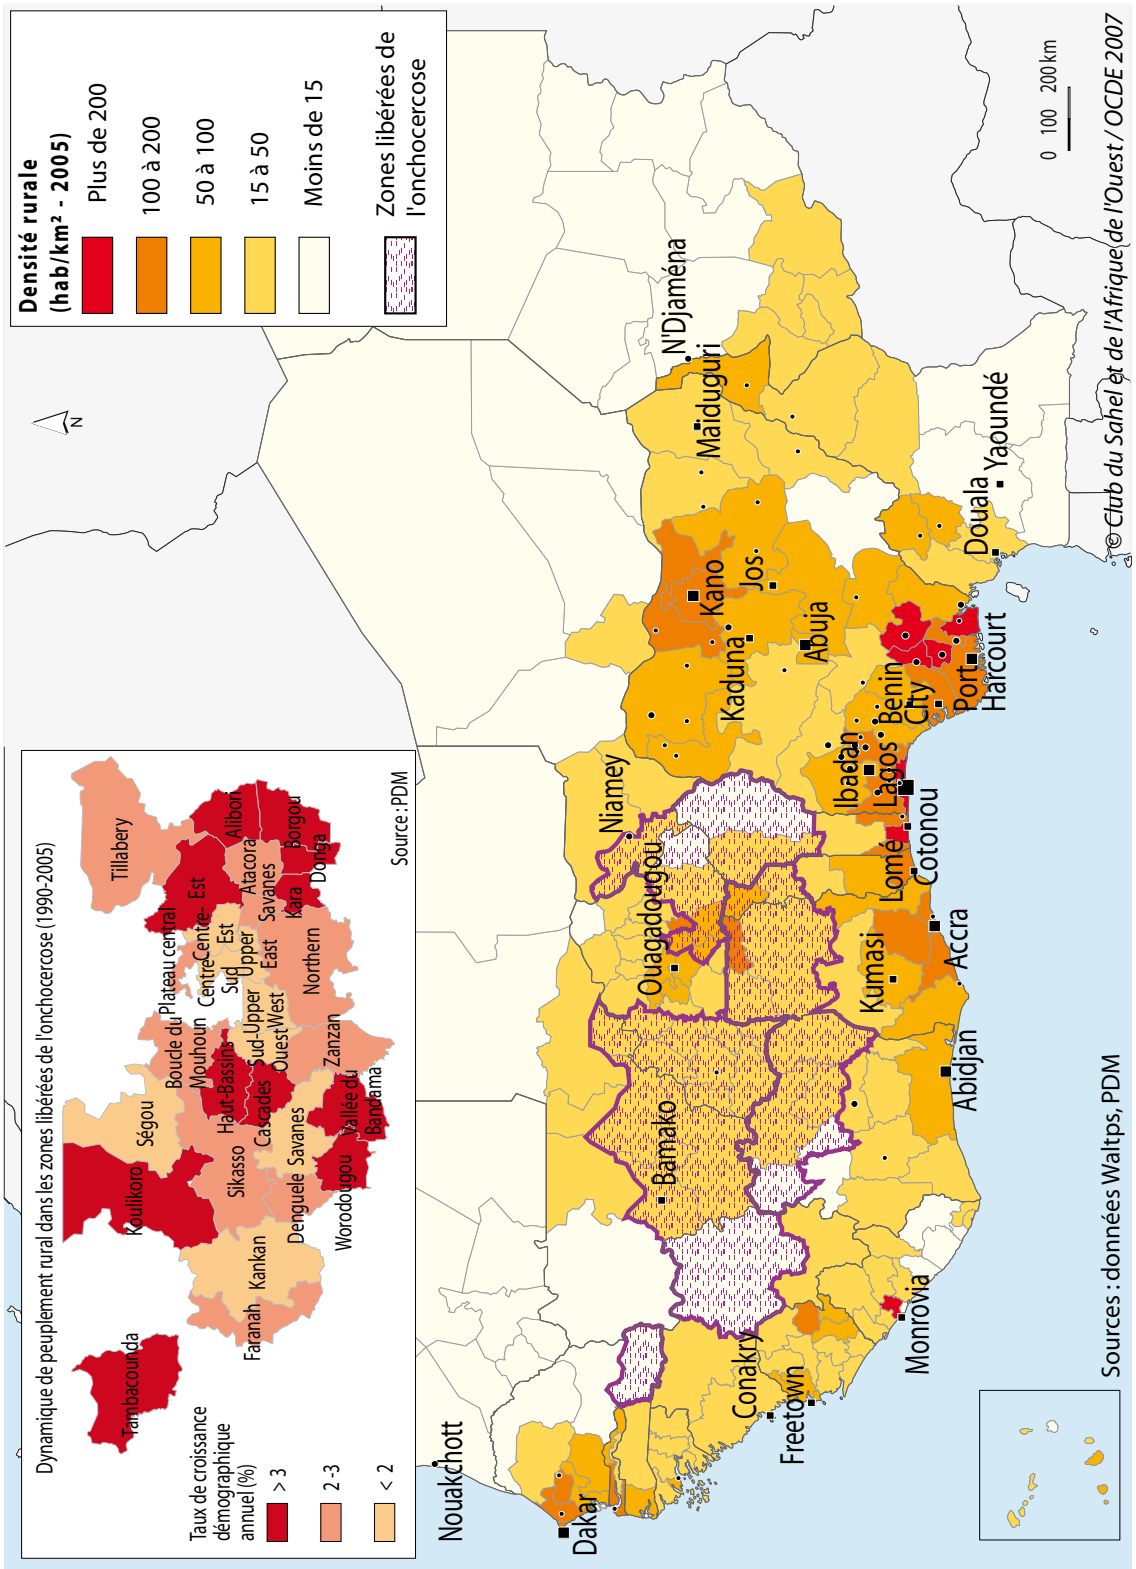 Dynamique de peuplement rural dans les zones libérées de l'onchocercose (1990-2005)
Tambacounda
Faranah
Kankan
Koulikoro
Ségou
Sikasso
Denguele
Worodougou
Savanes
Vallée du
Bandama
Zanzan
Haut-Bassins
Cascades
Boucle du
Mouhoun
Sud-
Ouest
Upper
West
Plateau central
Centre
Centre-
Est
Sud
Upper
East
Northern
Est
Tillabery
Atacora
Savanes
Kara
Alibori
Borgou
Donga
Taux de croissance
démographique
annuel (%)
> 3
2 -3
< 2
Source : PDM
Densité rurale
(hab/km² - 2005)
Plus de 200
100 à 200
50 à 100
15 à 50
Moins de 15
Zones libérées de
l'onchocercose
N
Nouakchott
Dakar
Bamako
Ouagadougou
Niamey
N'Djaména
Maiduguri
Kano
Jos
Kaduna
Abuja
Conakry
Freetown
Monrovia
Abidjan
Kumasi
Accra
Lomé
Cotonou
Lagos
Ibadan
Benin
City
Port
Harcourt
Douala
Yaoundé
0 100 200 km
Sources : données Waltps, PDM
© Club du Sahel et de l'Afrique de l'Ouest / OCDE 2007